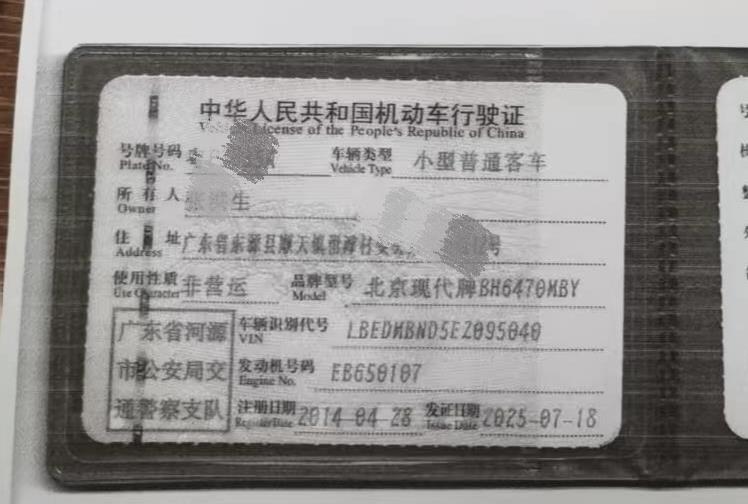 中华人民共和国机动车行驶证
Vehicle License of the People's Republic of China
号牌号码 Plate No. 车辆类型 Vehicle Type 小型普通客车
所有人 Owner 生
住址 Address 广东省东源县 镇 村 号
使用性质 Use Character 非营运 品牌型号 Model 北京现代牌BH6470MBY
广东省河源
市公安局交
通警察支队
车辆识别代号 VIN LBEDMBND5EZ095040
发动机号码 Engine No. EB650107
注册日期 Register Date 2014-04-28 发证日期 Issue Date 2025-07-18